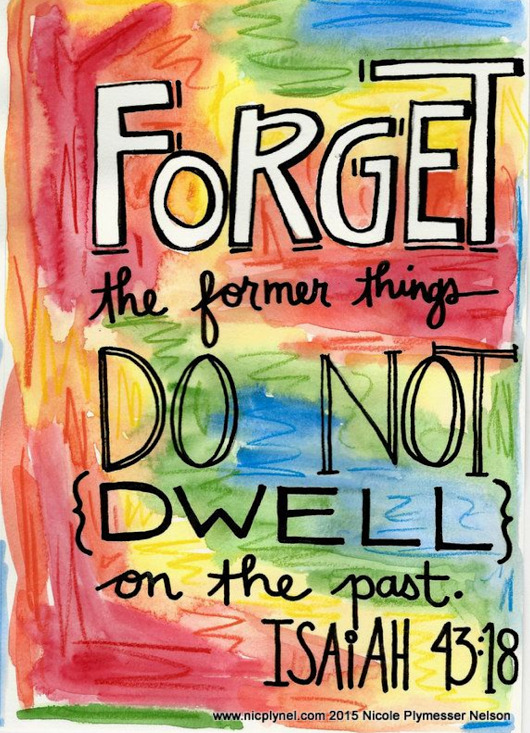 FORGET
the former things
DO NOT
{DWELL}
on the past.
ISAiAH 43:18
www.nicplynel.com 2015 Nicole Plymesser Nelson